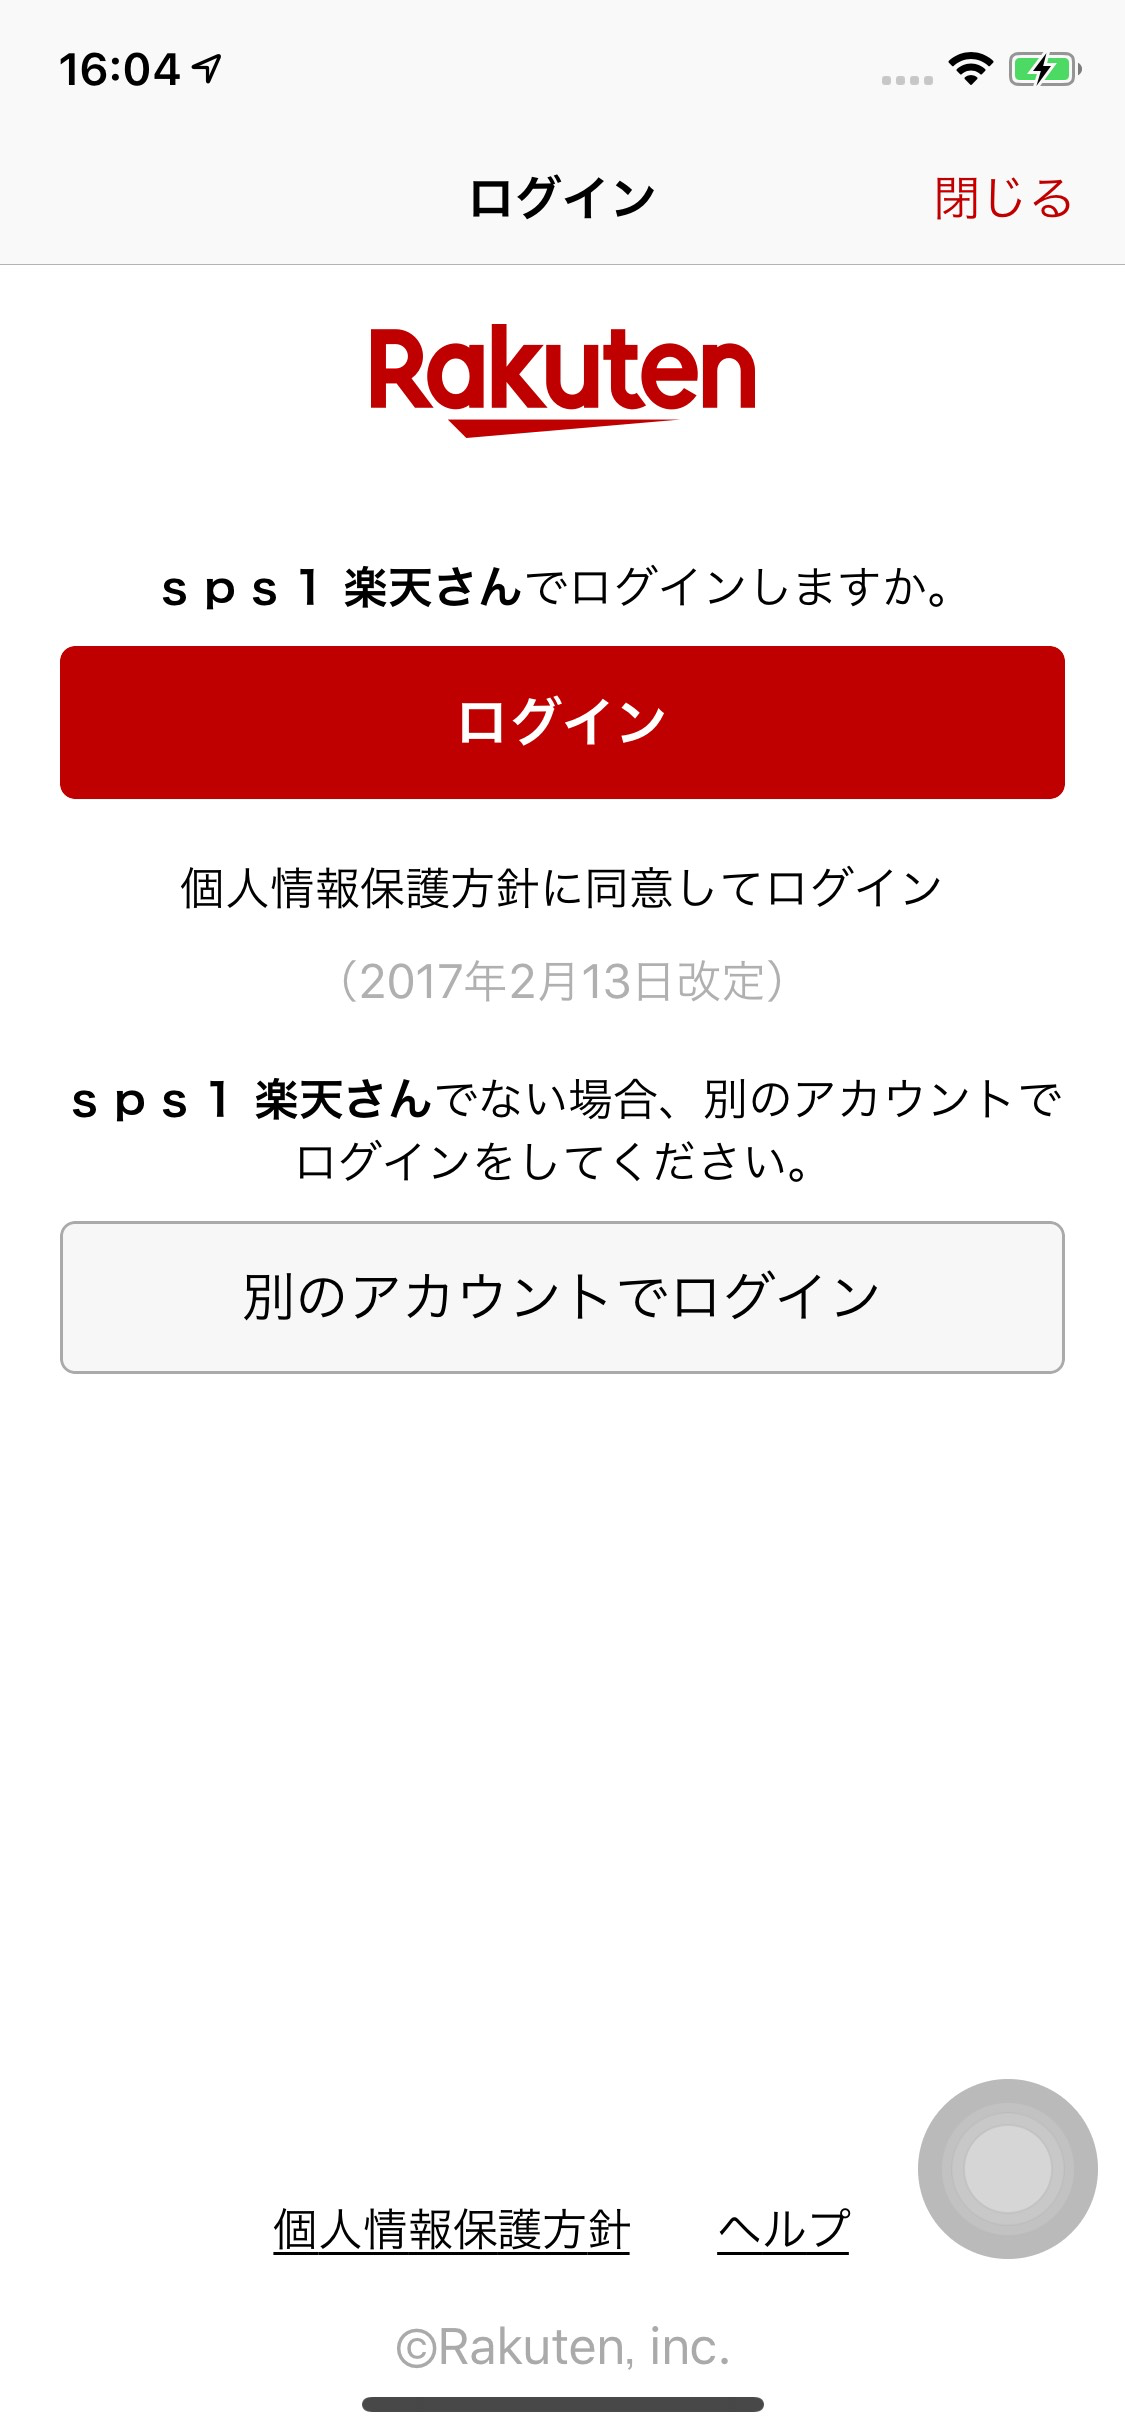 16:04
ログイン
閉じる
Rakuten
ｓｐｓ１ 楽天さんでログインしますか。
ログイン
個人情報保護方針に同意してログイン
（2017年2月13日改定）
ｓｐｓ１ 楽天さんでない場合、別のアカウントで
ログインをしてください。
別のアカウントでログイン
個人情報保護方針 ヘルプ
©Rakuten, inc.